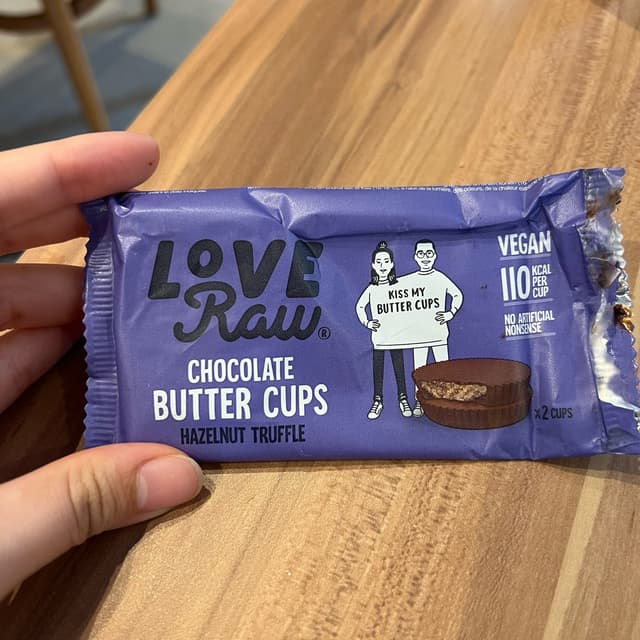 LOVE
Raw®
CHOCOLATE
BUTTER CUPS
HAZELNUT TRUFFLE
KISS MY
BUTTER CUPS
VEGAN
110 KCAL
PER
CUP
NO ARTIFICIAL
NONSENSE
x2 CUPS